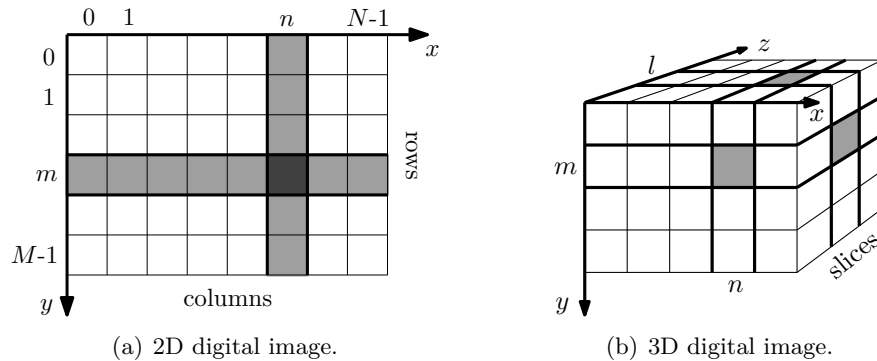 0 1 n N-1
x
0
1
m
M-1
y
rows
columns
(a) 2D digital image.
z
l
x
m
n
y
slices
(b) 3D digital image.